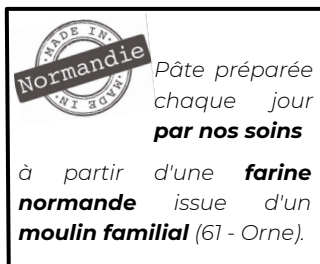 MADE IN
Normandie
MADE IN
Pâte préparée
chaque jour
par nos soins
à partir d'une farine
normande issue d'un
moulin familial (61 - Orne).